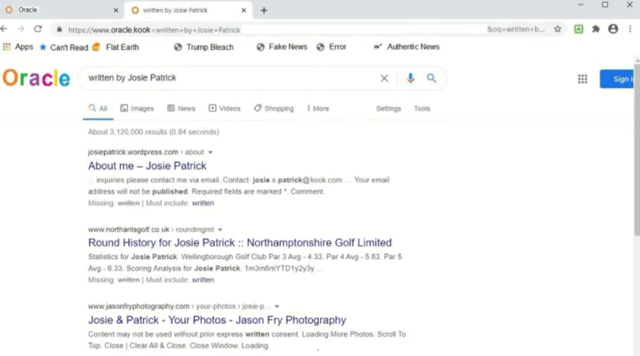 Oracle
written by Josie Patrick
https://www.oracle.kook+written+by+Josie+Patrick
&soq=written+b...
Apps Can't Read Flat Earth Trump Bleach Fake News Error Authentic News
Oracle written by Josie Patrick Sign i
All Images News Videos Shopping More Settings Tools
About 3,120,000 results (0.84 seconds)
josiepatrick.wordpress.com › about
About me – Josie Patrick
... inquiries please contact me via email. Contact: josie s patrick@kook.com ... Your email
address will not be published. Required fields are marked *. Comment.
Missing: written | Must include: written
www.northantsgolf.co.uk › roundmgmt
Round History for Josie Patrick :: Northamptonshire Golf Limited
Statistics for Josie Patrick. Wellingborough Golf Club Par 3 Avg - 4.33. Par 4 Avg - 5.63. Par 5
Avg - 6.33. Scoring Analysis for Josie Patrick. 1m3m6mYTD1y2y3y ...
Missing: written | Must include: written
www.jasonfryphotography.com › your-photos › josie-p...
Josie & Patrick - Your Photos - Jason Fry Photography
Content may not be used without prior express written consent. Loading More Photos. Scroll To
Top. Close | Clear All & Close. Close Window. Loading.